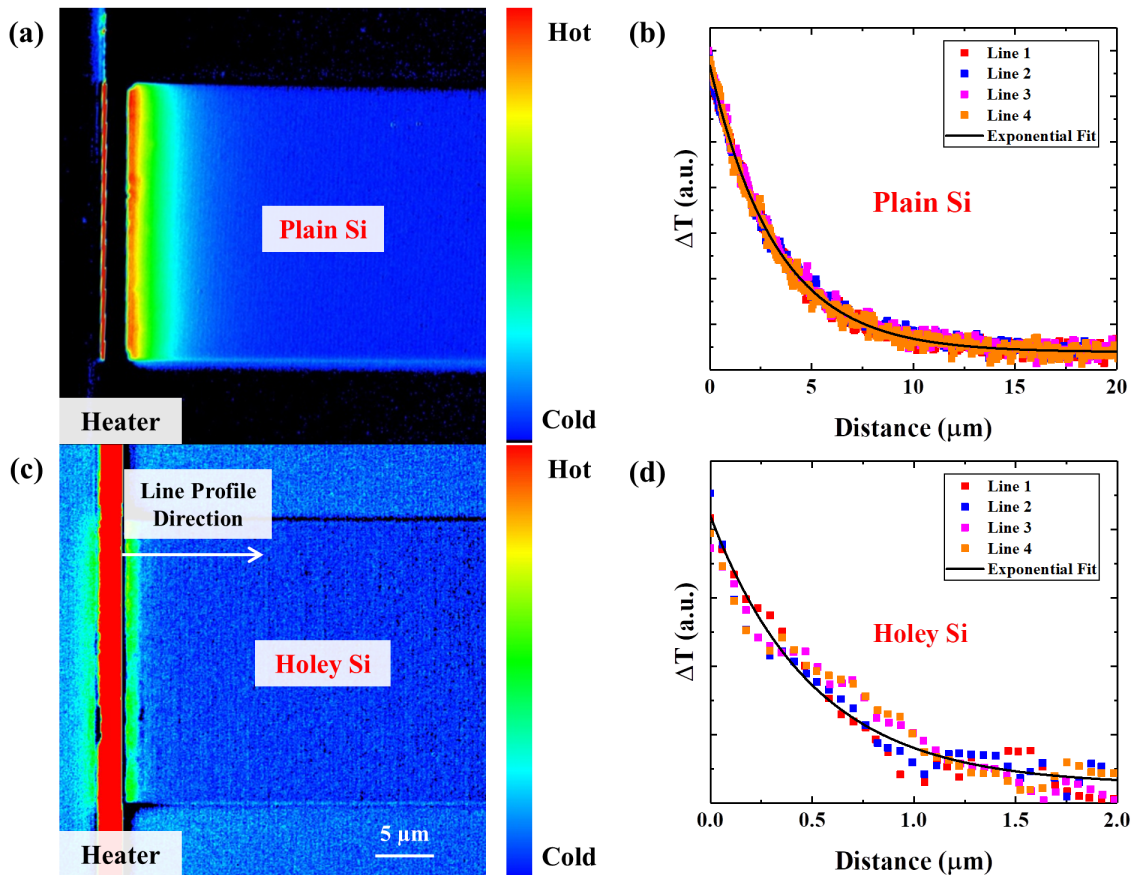 (a)
Hot
Plain Si
Heater
Cold
(b)
ΔT (a.u.)
Line 1
Line 2
Line 3
Line 4
Exponential Fit
Plain Si
0
5
10
15
20
Distance (μm)
(c)
Hot
Line Profile
Direction
Holey Si
5 μm
Heater
Cold
(d)
ΔT (a.u.)
Line 1
Line 2
Line 3
Line 4
Exponential Fit
Holey Si
0.0
0.5
1.0
1.5
2.0
Distance (μm)